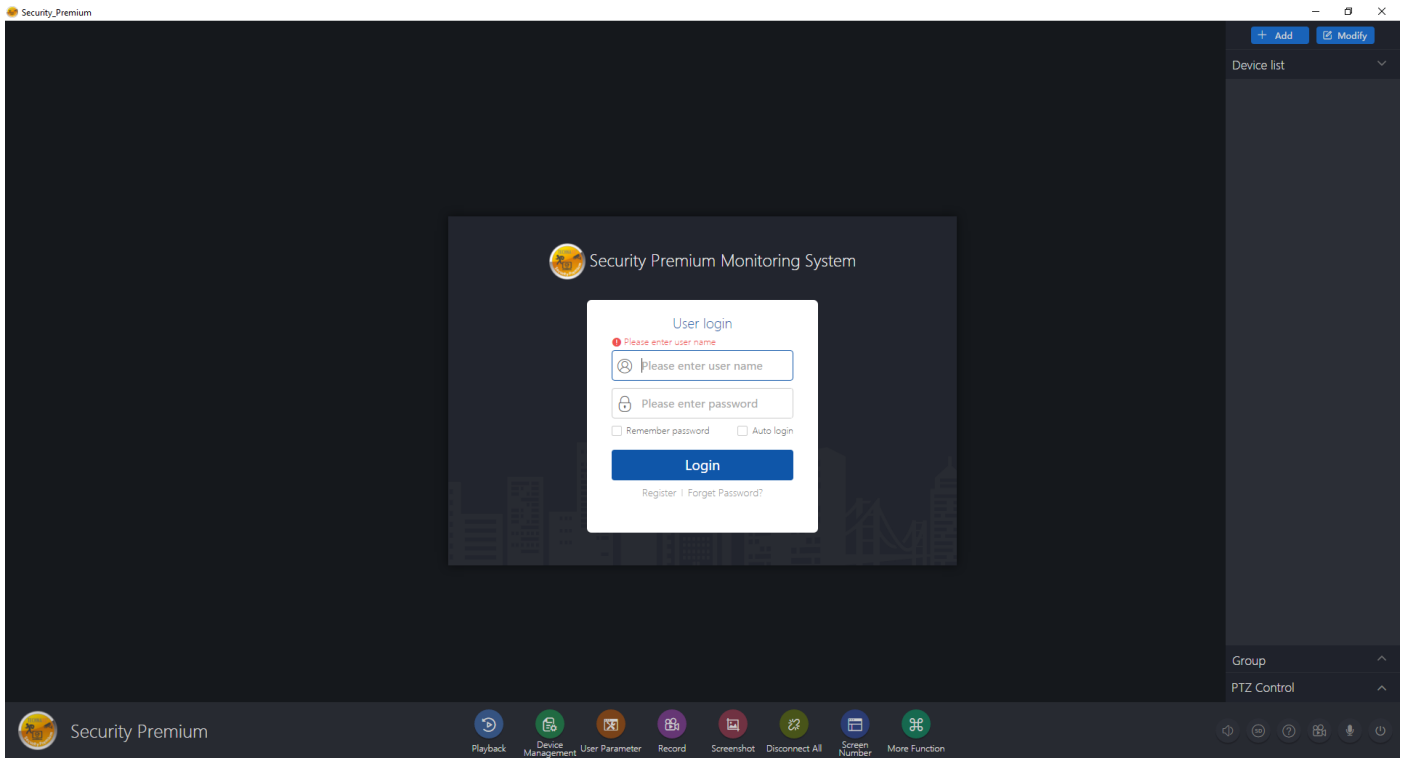 Security_Premium
Add
Modify
Device list
Security Premium Monitoring System
User login
Please enter user name
Please enter user name
Please enter password
Remember password
Auto login
Login
Register | Forget Password?
Group
PTZ Control
Security Premium
Playback
Device Management
User Parameter
Record
Screenshot
Disconnect All
Screen Number
More Function